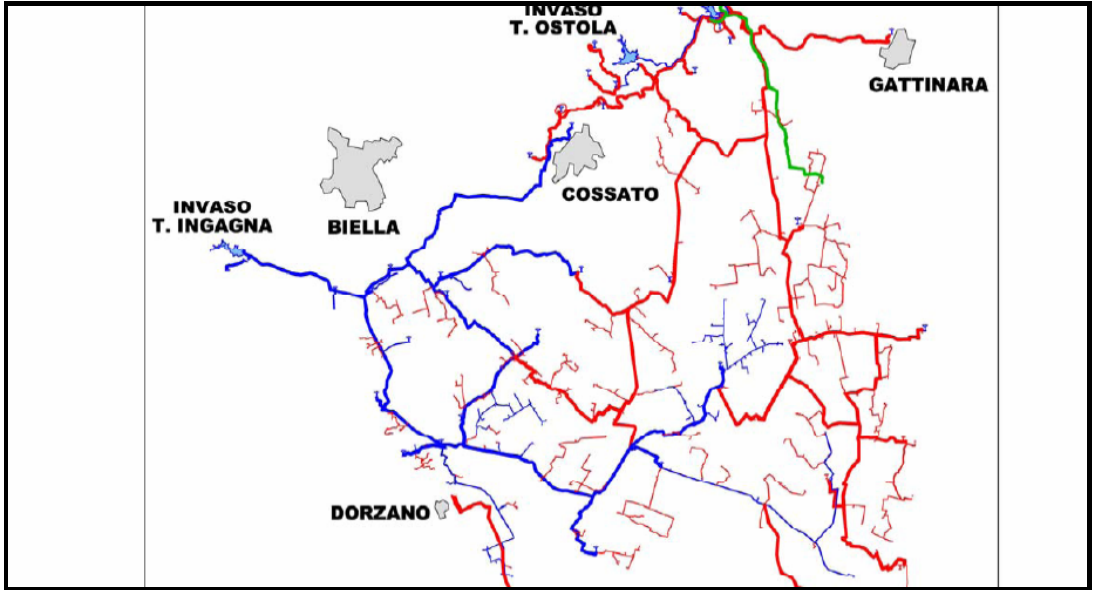 INVASO
T. OSTOLA
GATTINARA
COSSATO
INVASO
T. INGAGNA
BIELLA
DORZANO